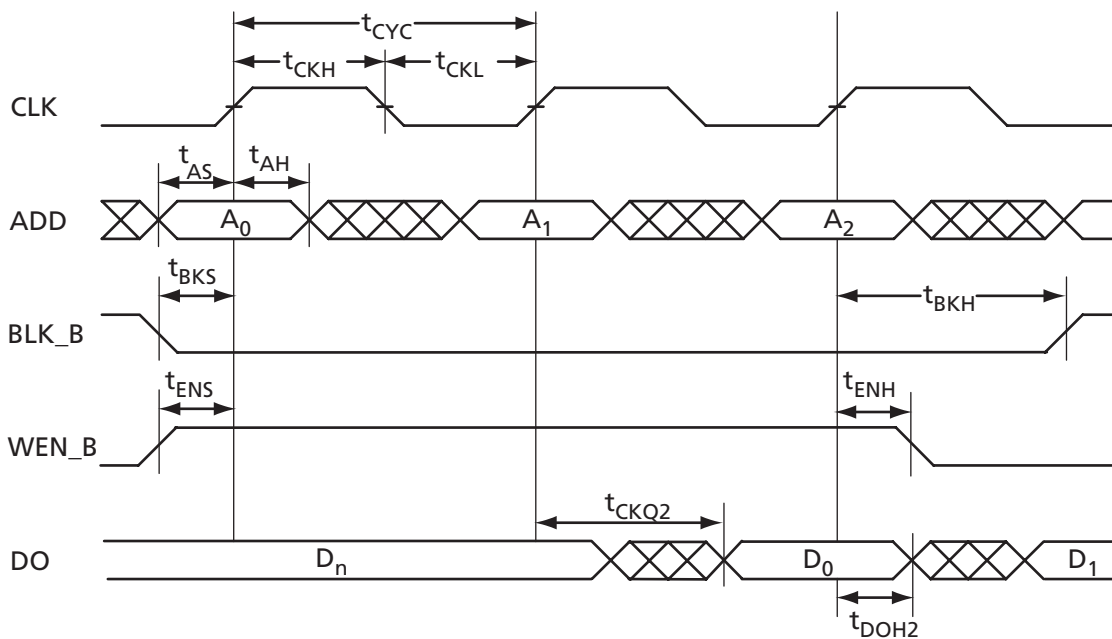 tCYC
tCKH tCKL
CLK
tAS tAH
ADD A0 A1 A2
tBKS tBKH
BLK_B
tENS tENH
WEN_B
tCKQ2
DO Dn D0 D1
tDOH2